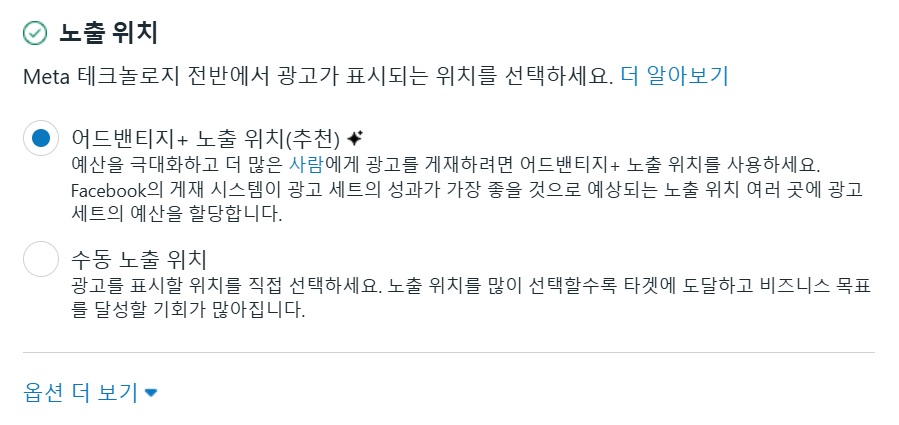 노출 위치
Meta 테크놀로지 전반에서 광고가 표시되는 위치를 선택하세요. 더 알아보기
어드밴티지+ 노출 위치(추천)
예산을 극대화하고 더 많은 사람에게 광고를 게재하려면 어드밴티지+ 노출 위치를 사용하세요.
Facebook의 게재 시스템이 광고 세트의 성과가 가장 좋을 것으로 예상되는 노출 위치 여러 곳에 광고
세트의 예산을 할당합니다.
수동 노출 위치
광고를 표시할 위치를 직접 선택하세요. 노출 위치를 많이 선택할수록 타겟에 도달하고 비즈니스 목표
를 달성할 기회가 많아집니다.
옵션 더 보기